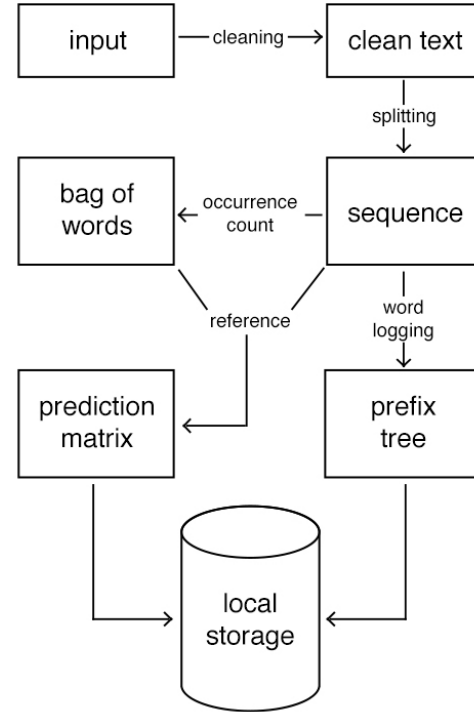 input
cleaning
clean text
splitting
bag of
words
occurrence
count
sequence
reference
word
logging
prediction
matrix
prefix
tree
local
storage